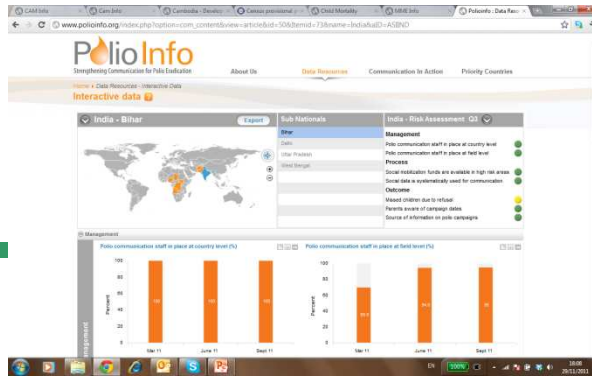 CAM Info
Cam Info
Cambodia - Develop
Census provisional p
Child Mortality
MME Info
PolioInfo : Data Reso
www.polioinfo.org/index.php?option=com_content&view=article&id=50&Itemid=73&name=India&aID=ASBIND
PolioInfo
Strengthening Communication for Polio Eradication
About Us
Data Resources
Communication In Action
Priority Countries
Home > Data Resources - Interactive Data
Interactive data ?
India - Bihar
Export
Sub Nationals
Bihar
Delhi
Uttar Pradesh
West Bengal
India - Risk Assessment Q3
Management
Polio communication staff in place at country level
Polio communication staff in place at field level
Process
Social mobilization funds are available in high risk areas
Social data is systematically used for communication
Outcome
Missed children due to refusal
Parents aware of campaign dates
Source of information on polio campaigns
Management
Polio communication staff in place at country level (%)
Percent
100
80
60
40
20
0
100
100
100
Mar 11
June 11
Sept 11
Polio communication staff in place at field level (%)
Percent
100
80
60
40
20
0
95
Mar 11
June 11
Sept 11
Management
EN
100%
16:08
29/11/2011